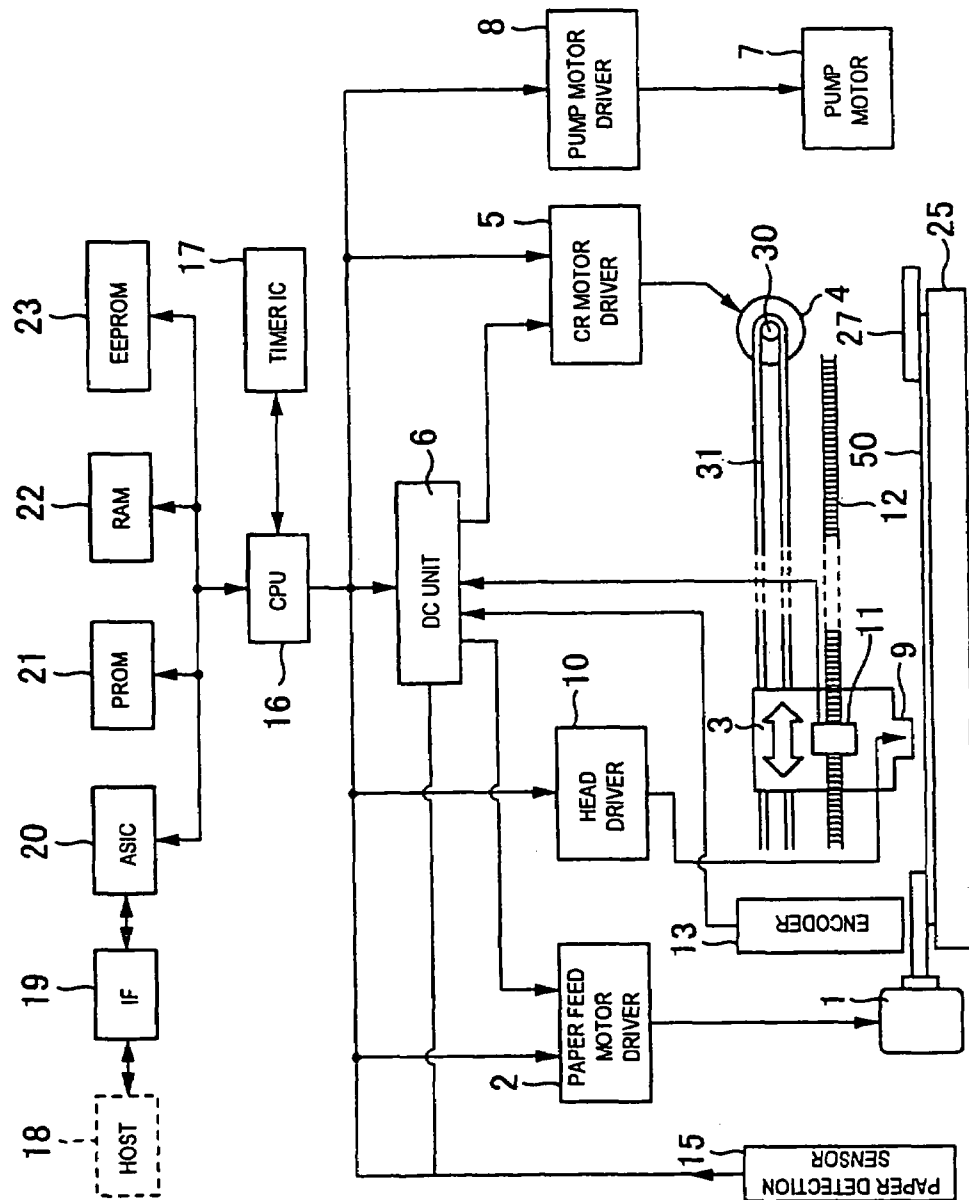 18
HOST
19
IF
20
ASIC
21
PROM
22
RAM
23
EEPROM
16
CPU
17
TIMER IC
6
DC UNIT
2
PAPER FEED
MOTOR
DRIVER
10
HEAD
DRIVER
5
CR MOTOR
DRIVER
8
PUMP MOTOR
DRIVER
7
PUMP
MOTOR
15
PAPER DETECTION
SENSOR
1
13
ENCODER
3
11
9
31
12
30
4
50
27
25